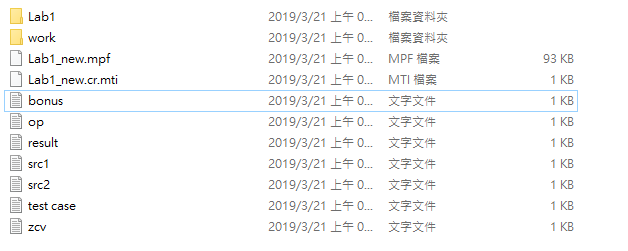 Lab1 2019/3/21 上午 0... 檔案資料夾
work 2019/3/21 上午 0... 檔案資料夾
Lab1_new.mpf 2019/3/21 上午 0... MPF 檔案 93 KB
Lab1_new.cr.mti 2019/3/21 上午 0... MTI 檔案 1 KB
bonus 2019/3/21 上午 0... 文字文件 1 KB
op 2019/3/21 上午 0... 文字文件 1 KB
result 2019/3/21 上午 0... 文字文件 1 KB
src1 2019/3/21 上午 0... 文字文件 1 KB
src2 2019/3/21 上午 0... 文字文件 1 KB
test case 2019/3/21 上午 0... 文字文件 1 KB
zcv 2019/3/21 上午 0... 文字文件 1 KB